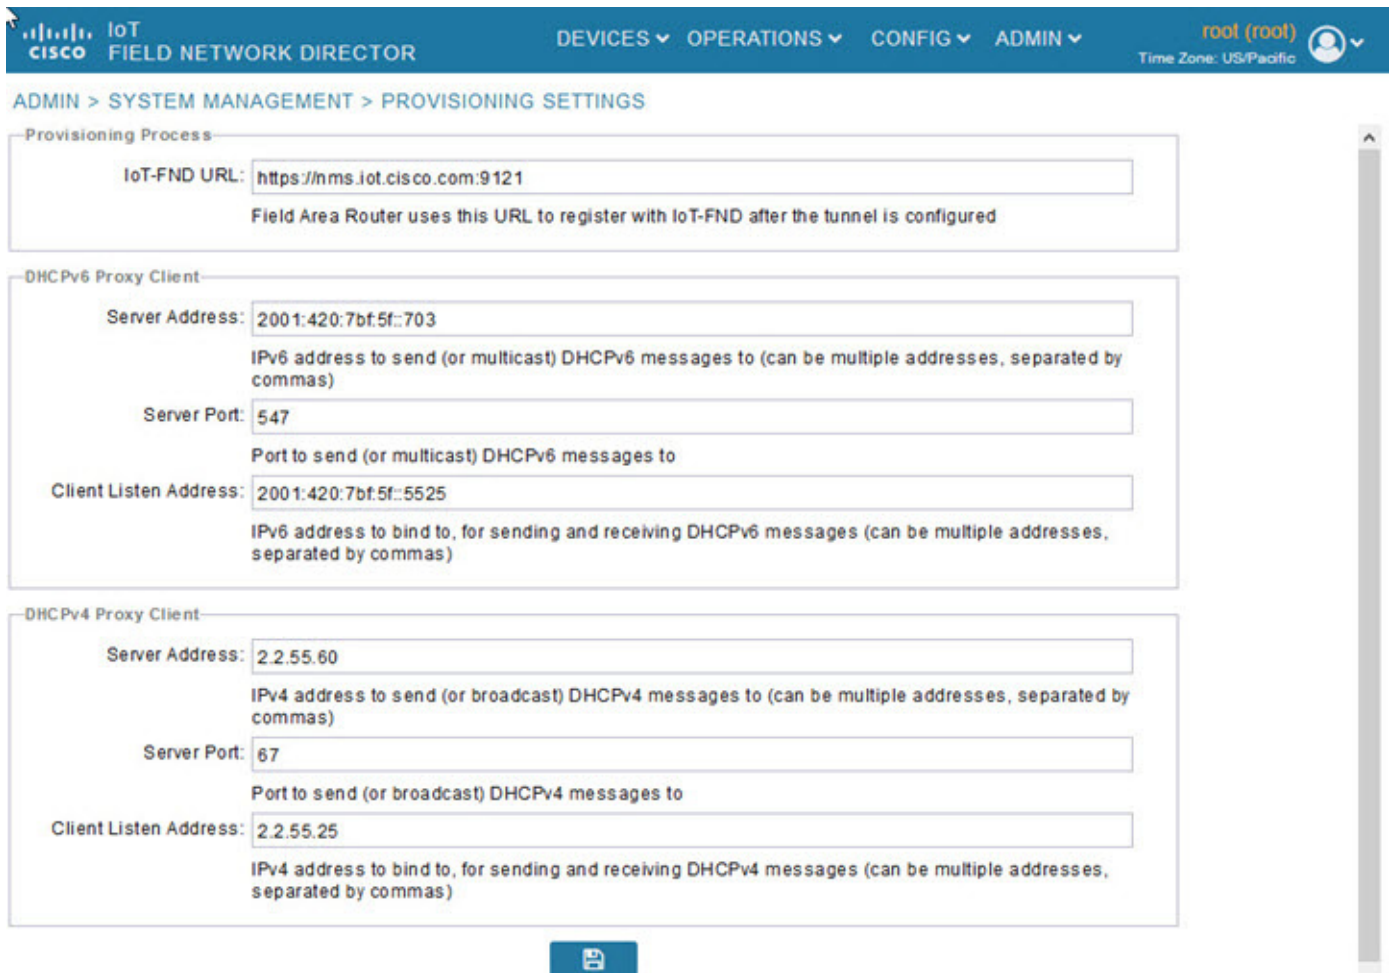 IoT
CISCO FIELD NETWORK DIRECTOR
DEVICES OPERATIONS CONFIG ADMIN
root (root)
Time Zone: US/Pacific
ADMIN > SYSTEM MANAGEMENT > PROVISIONING SETTINGS
Provisioning Process
IoT-FND URL: https://nms.iot.cisco.com:9121
Field Area Router uses this URL to register with IoT-FND after the tunnel is configured
DHCPv6 Proxy Client
Server Address: 2001:420:7bf:5f::703
IPv6 address to send (or multicast) DHCPv6 messages to (can be multiple addresses, separated by
commas)
Server Port: 547
Port to send (or multicast) DHCPv6 messages to
Client Listen Address: 2001:420:7bf:5f::5525
IPv6 address to bind to, for sending and receiving DHCPv6 messages (can be multiple addresses,
separated by commas)
DHCPv4 Proxy Client
Server Address: 2.2.55.60
IPv4 address to send (or broadcast) DHCPv4 messages to (can be multiple addresses, separated by
commas)
Server Port: 67
Port to send (or broadcast) DHCPv4 messages to
Client Listen Address: 2.2.55.25
IPv4 address to bind to, for sending and receiving DHCPv4 messages (can be multiple addresses,
separated by commas)